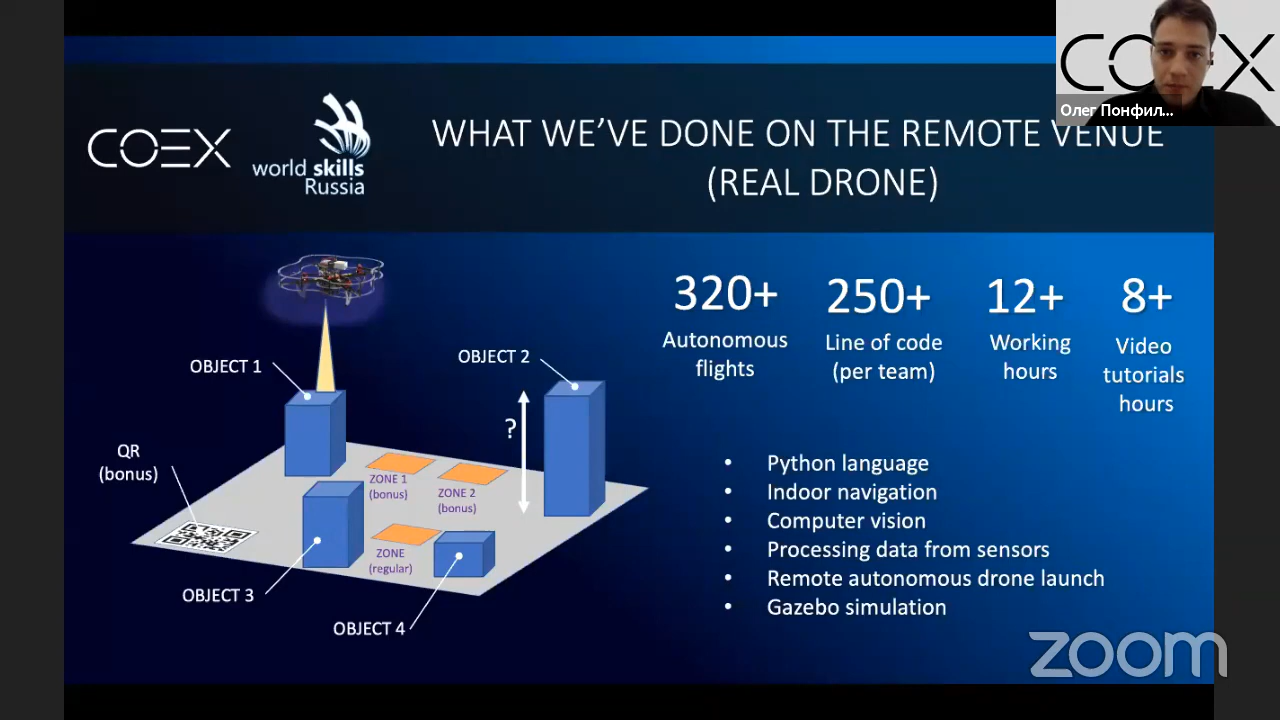 COEX
Олег Понфил...
COEX
world skills
Russia
WHAT WE’VE DONE ON THE REMOTE VENUE
(REAL DRONE)
320+
Autonomous
flights
250+
Line of code
(per team)
12+
Working
hours
8+
Video
tutorials
hours
OBJECT 1
OBJECT 2
?
QR
(bonus)
ZONE 1
(bonus)
ZONE 2
(bonus)
ZONE
(regular)
OBJECT 3
OBJECT 4
• Python language
• Indoor navigation
• Computer vision
• Processing data from sensors
• Remote autonomous drone launch
• Gazebo simulation
zoom